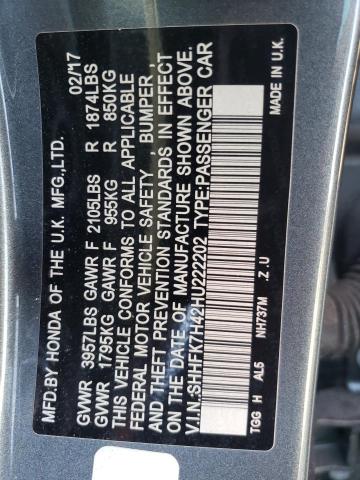 MFD.BY HONDA OF THE U.K. MFG.,LTD. 02/17
GVWR 3957LBS GAWR F 2105LBS R 1874LBS
GVWR 1795KG GAWR F 955KG R 850KG
THIS VEHICLE CONFORMS TO ALL APPLICABLE
FEDERAL MOTOR VEHICLE SAFETY, BUMPER,
AND THEFT PREVENTION STANDARDS IN EFFECT
ON THE DATE OF MANUFACTURE SHOWN ABOVE.
V.I.N.:SHHFK7H42HU222202 TYPE:PASSENGER CAR
TGG H AL5 NH737M .Z .U MADE IN U.K.